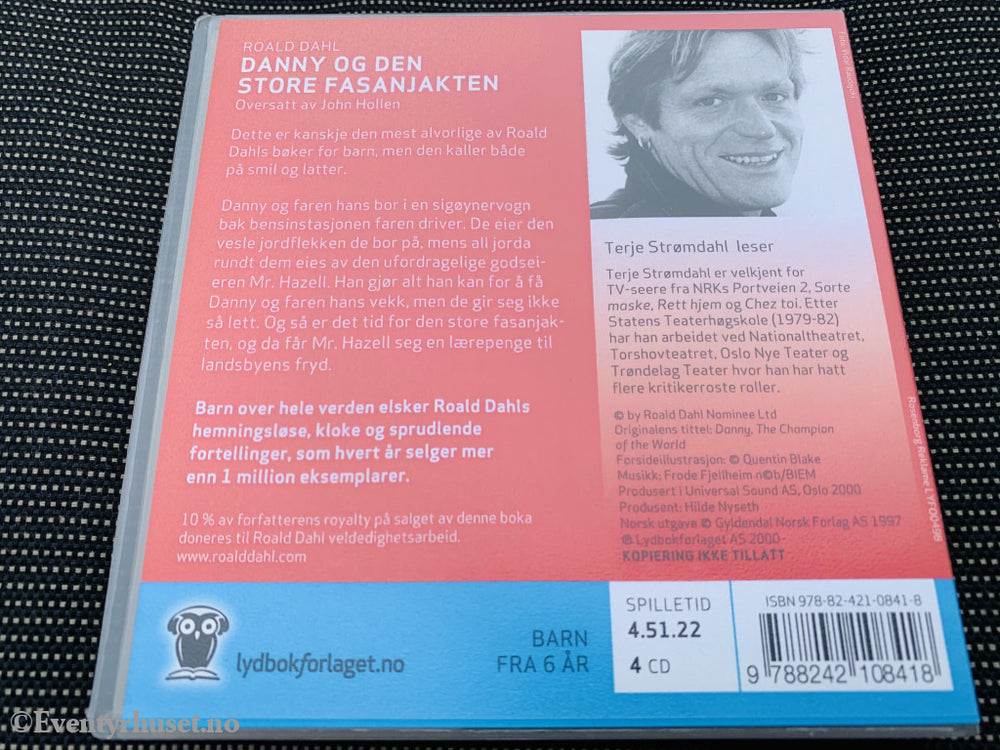 ROALD DAHL
DANNY OG DEN
STORE FASANJAKTEN
Oversatt av John Hollen
Dette er kanskje den mest alvorlige av Roald
Dahls bøker for barn, men den kaller både
på smil og latter.
Danny og faren hans bor i en sigøynervogn
bak bensinstasjonen faren driver. De eier den
vesle jordflekken de bor på, mens all jorda
rundt dem eies av den ufordragelige godsei-
eren Mr. Hazell. Han gjør alt han kan for å få
Danny og faren hans vekk, men de gir seg ikke
så lett. Og så er det tid for den store fasanjak-
ten, og da får Mr. Hazell seg en lærepenge til
landsbyens fryd.
Barn over hele verden elsker Roald Dahls
hemningsløse, kloke og sprudlende
fortellinger, som hvert år selger mer
enn 1 million eksemplarer.
10 % av forfatterens royalty på salget av denne boka
doneres til Roald Dahl veldedighetsarbeid.
www.roalddahl.com
Terje Strømdahl leser
Terje Strømdahl er velkjent for
TV-seere fra NRKs Portveien 2, Sorte
maske, Rett hjem og Chez toi. Etter
Statens Teaterhøgskole (1979-82)
har han arbeidet ved Nationaltheatret,
Torshovteatret, Oslo Nye Teater og
Trøndelag Teater hvor han har hatt
flere kritikerroste roller.
© by Roald Dahl Nominee Ltd
Originalens tittel: Danny, The Champion
of the World
Forsideillustrasjon: © Quentin Blake
Musikk: Frode Fjellheim n©b/BIEM
Produsert i Universal Sound AS, Oslo 2000
Produsent: Hilde Nyseth
Norsk utgave © Gyldendal Norsk Forlag AS 1997
℗ Lydbokforlaget AS 2000
KOPIERING IKKE TILLATT
Rosenborg Reklame LYF00498
lydbokforlaget.no
BARN
FRA 6 ÅR
SPILLETID
4.51.22
4 CD
ISBN 978-82-421-0841-8
9 788242 108418
©Eventyrhuset.no